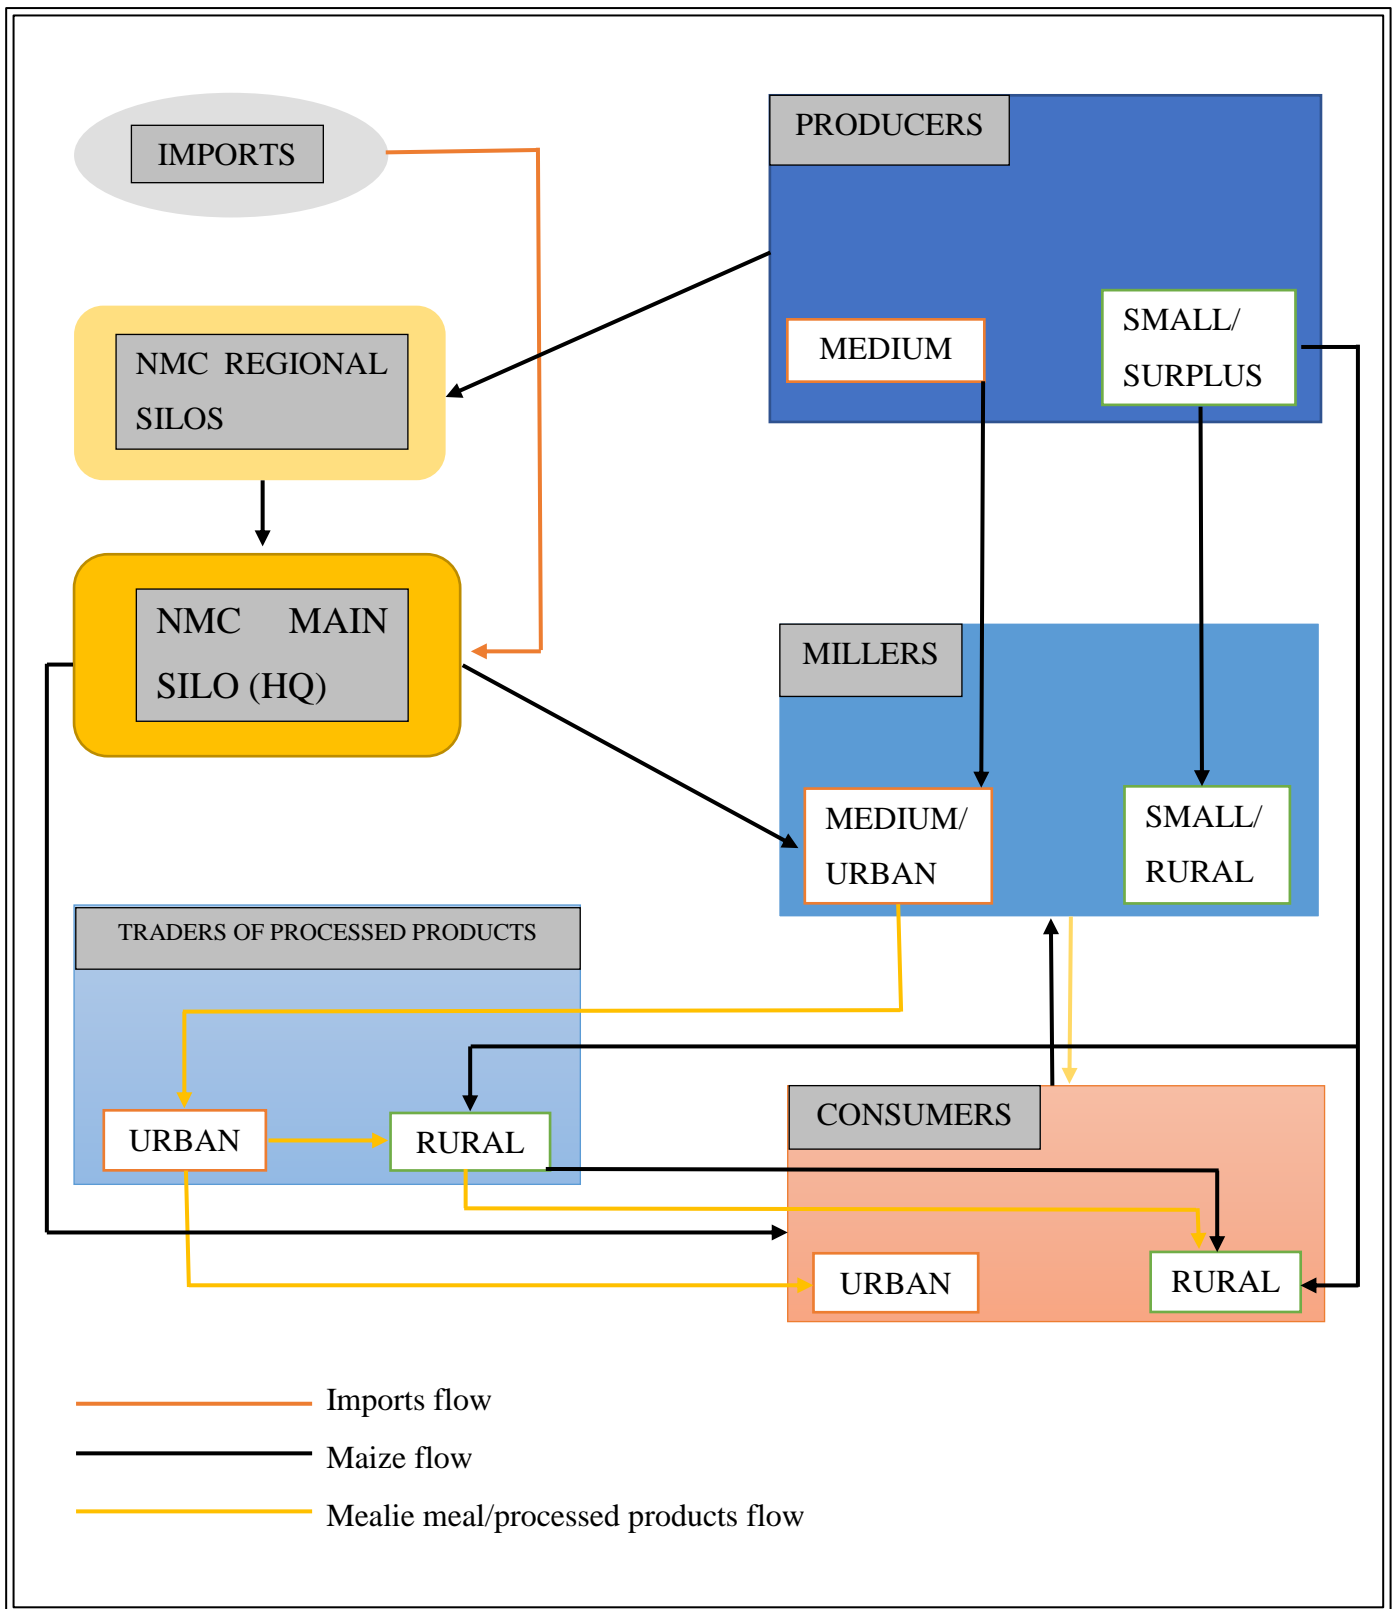 IMPORTS
PRODUCERS
NMC REGIONAL
SILOS
MEDIUM
SMALL/
SURPLUS
NMC MAIN
SILO (HQ)
MILLERS
MEDIUM/
URBAN
SMALL/
RURAL
TRADERS OF PROCESSED PRODUCTS
URBAN
RURAL
CONSUMERS
URBAN
RURAL
Imports flow
Maize flow
Mealie meal/processed products flow